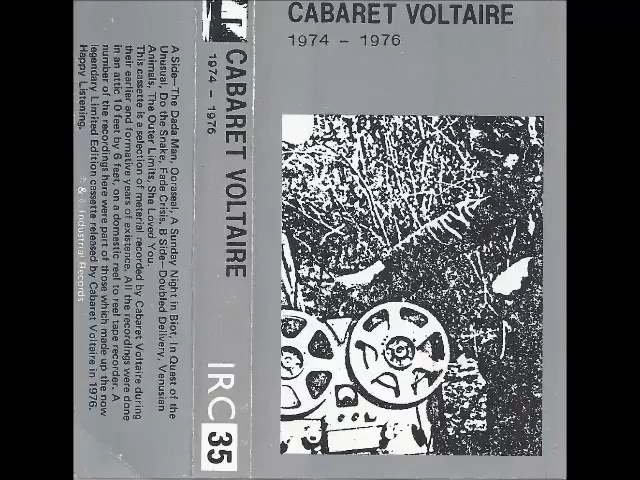 CABARET VOLTAIRE
1974 - 1976
CABARET VOLTAIRE
1974 - 1976
IRC 35
A Side—The Dada Man, Ooraseal, A Sunday Night in Biot, In Quest of the
Unusual, Do the Snake, Fade Crisis, B Side—Doubled Delivery, Venusian
Animals, The Outer Limits, She Loved You.
This cassette is a selection of material recorded by Cabaret Voltaire during
their earlier and formative years of existence. All the recordings were done
in an attic 10 feet by 6 feet, on a domestic reel to reel tape recorder. A
number of the recordings here were part of those which made up the now
legendary Limited Edition cassette released by Cabaret Voltaire in 1976.
Happy Listening.
℗ & © Industrial Records